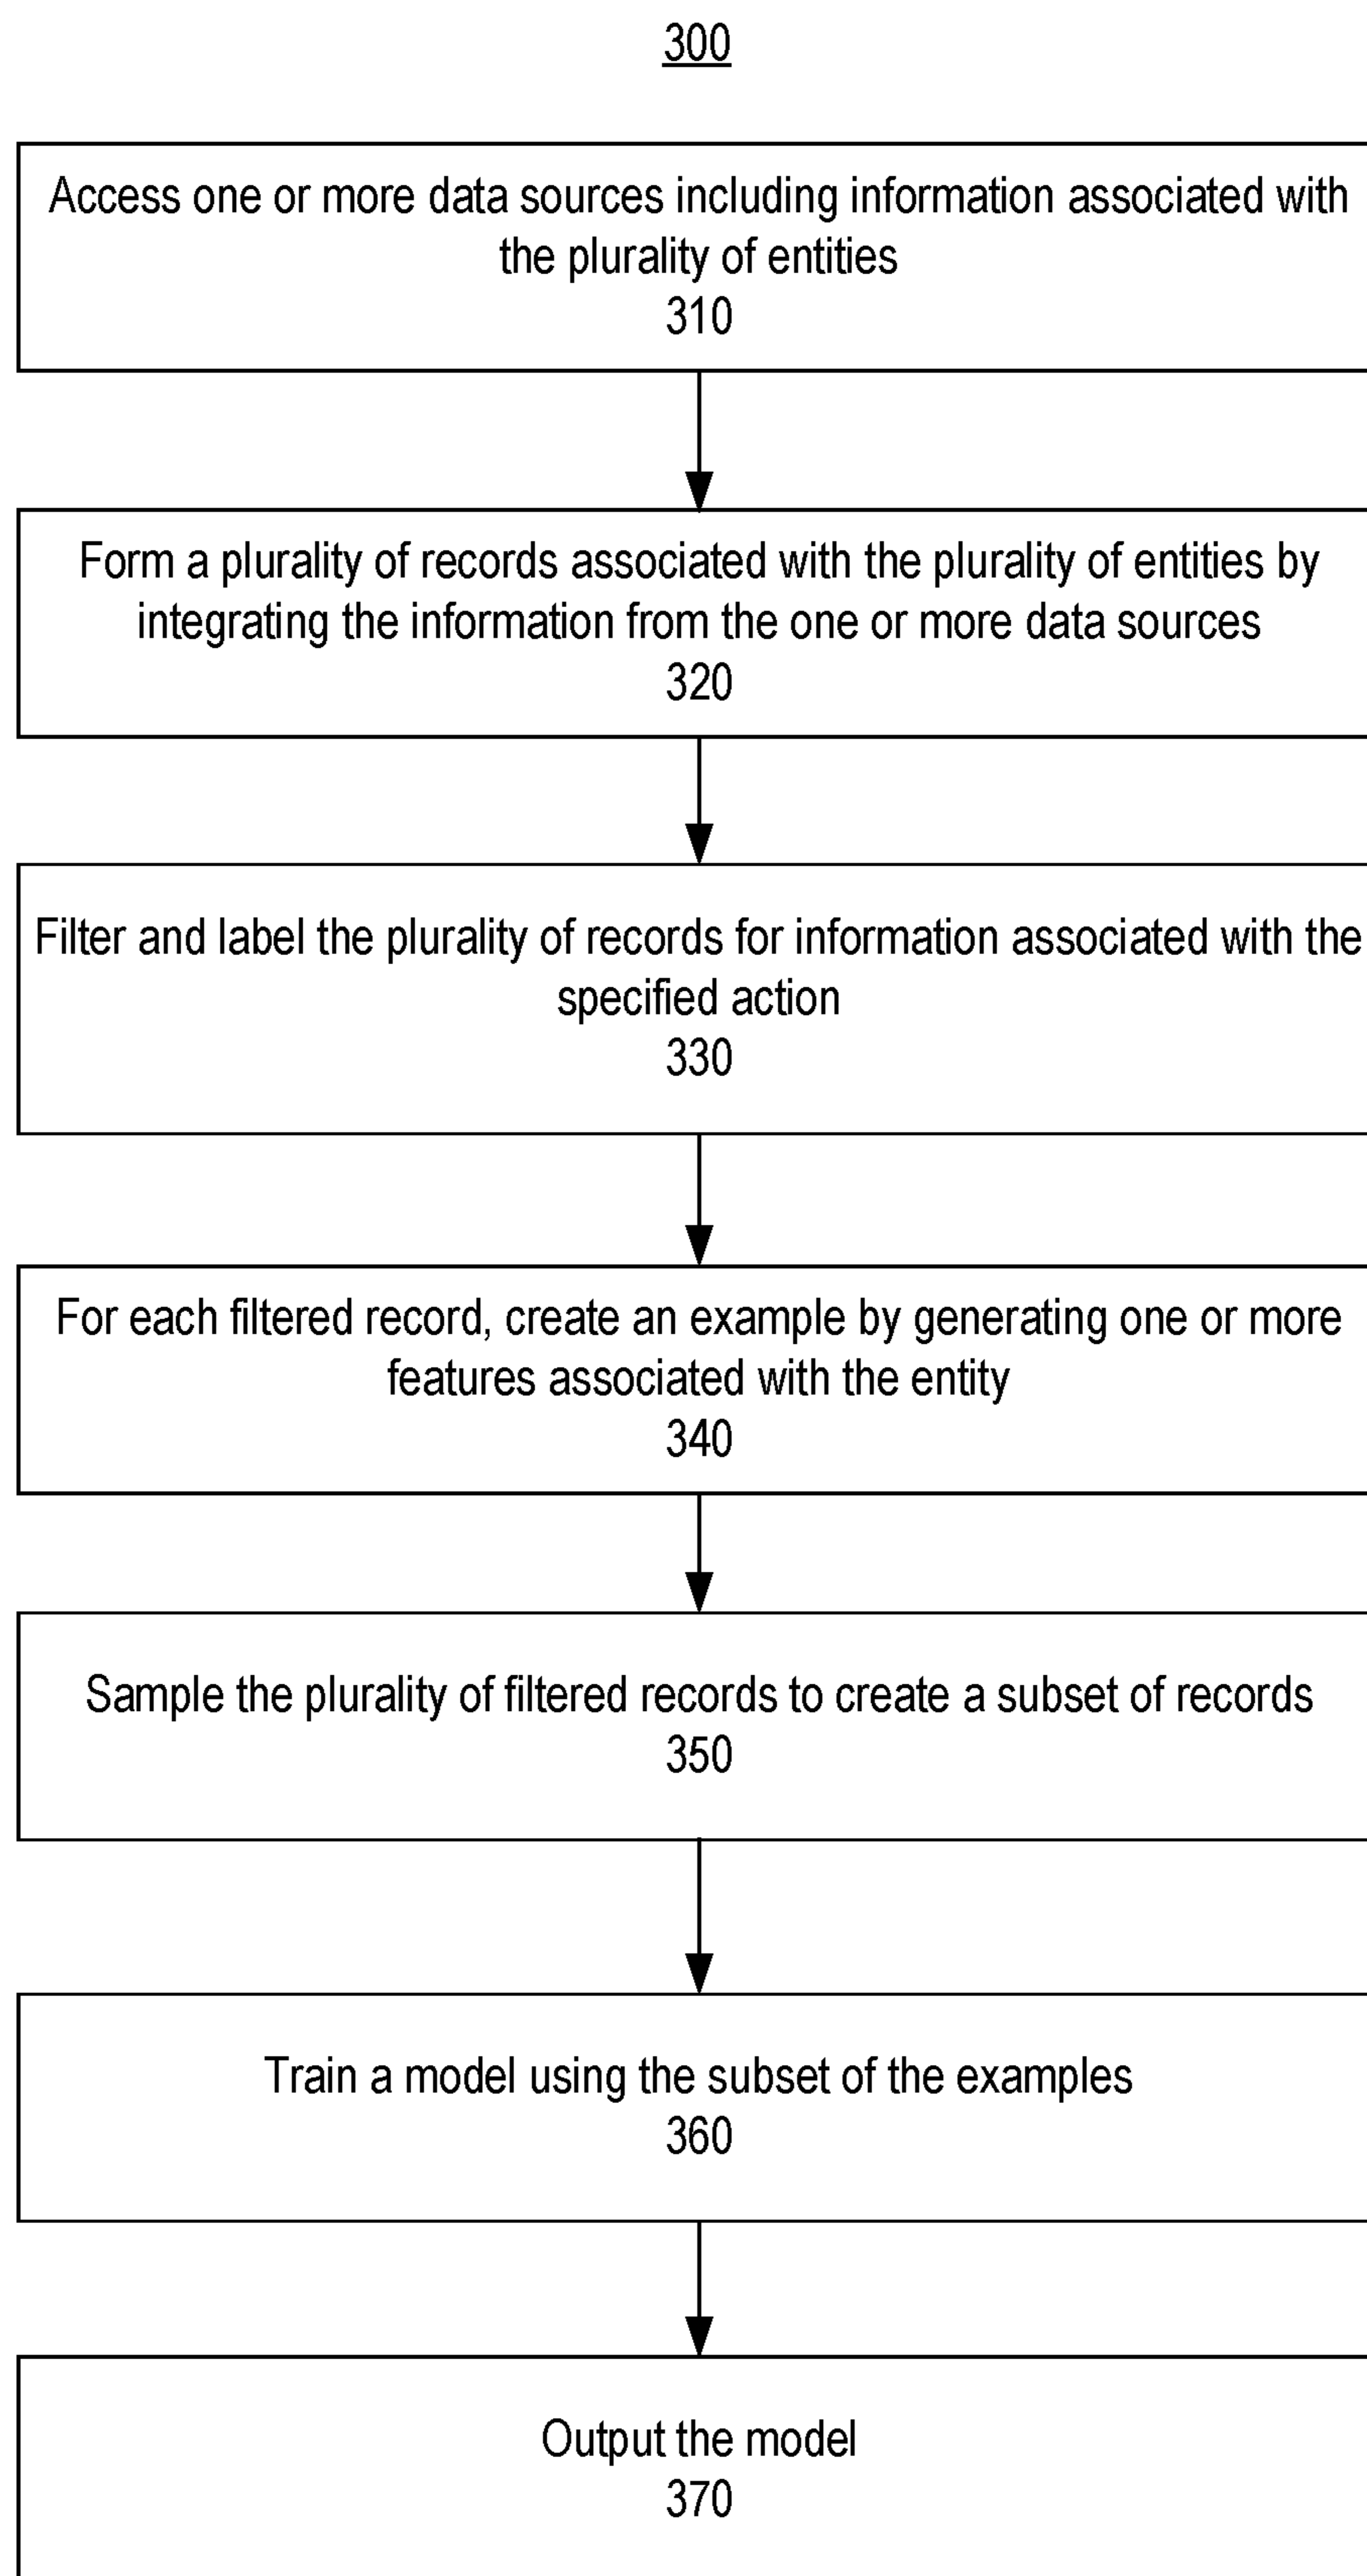 300
Access one or more data sources including information associated with
the plurality of entities
310
Form a plurality of records associated with the plurality of entities by
integrating the information from the one or more data sources
320
Filter and label the plurality of records for information associated with the
specified action
330
For each filtered record, create an example by generating one or more
features associated with the entity
340
Sample the plurality of filtered records to create a subset of records
350
Train a model using the subset of the examples
360
Output the model
370